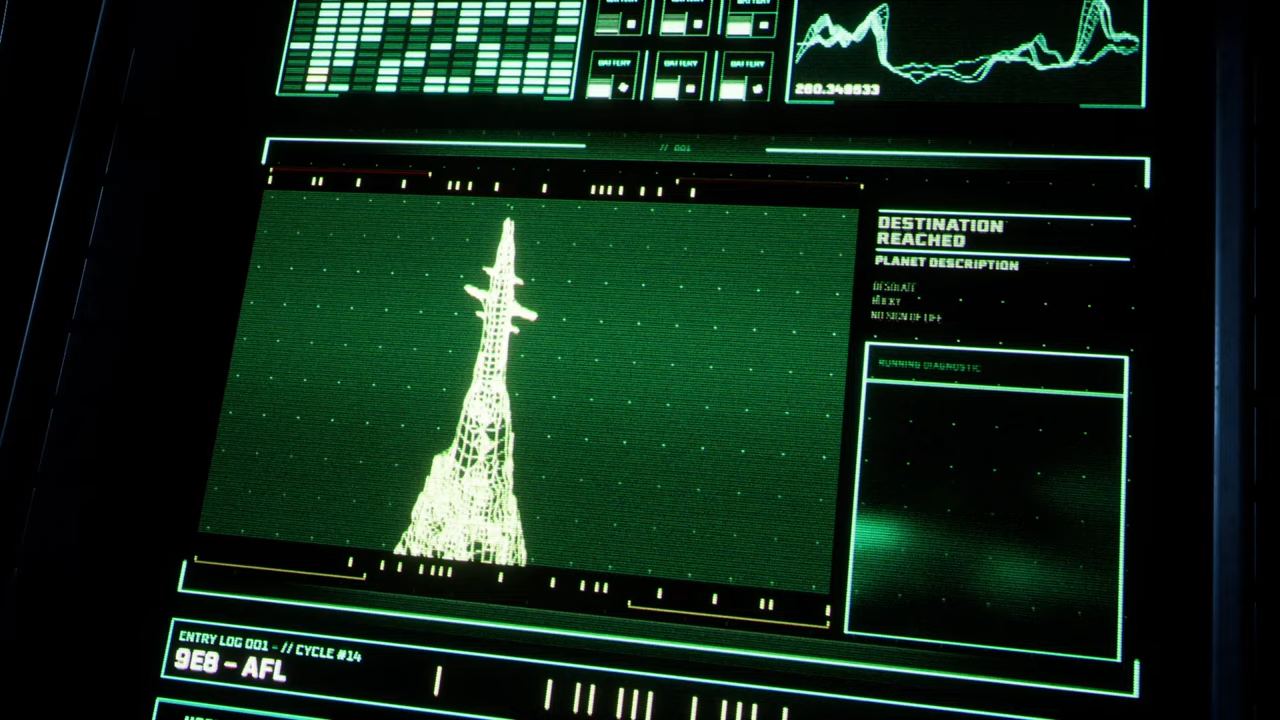 BATTERY
BATTERY
BATTERY
280.348533
// 001
DESTINATION
REACHED
PLANET DESCRIPTION
DESOLATE
ROCKY
NO SIGN OF LIFE
RUNNING DIAGNOSTIC
ENTRY LOG 001 - // CYCLE #14
9E8 - AFL